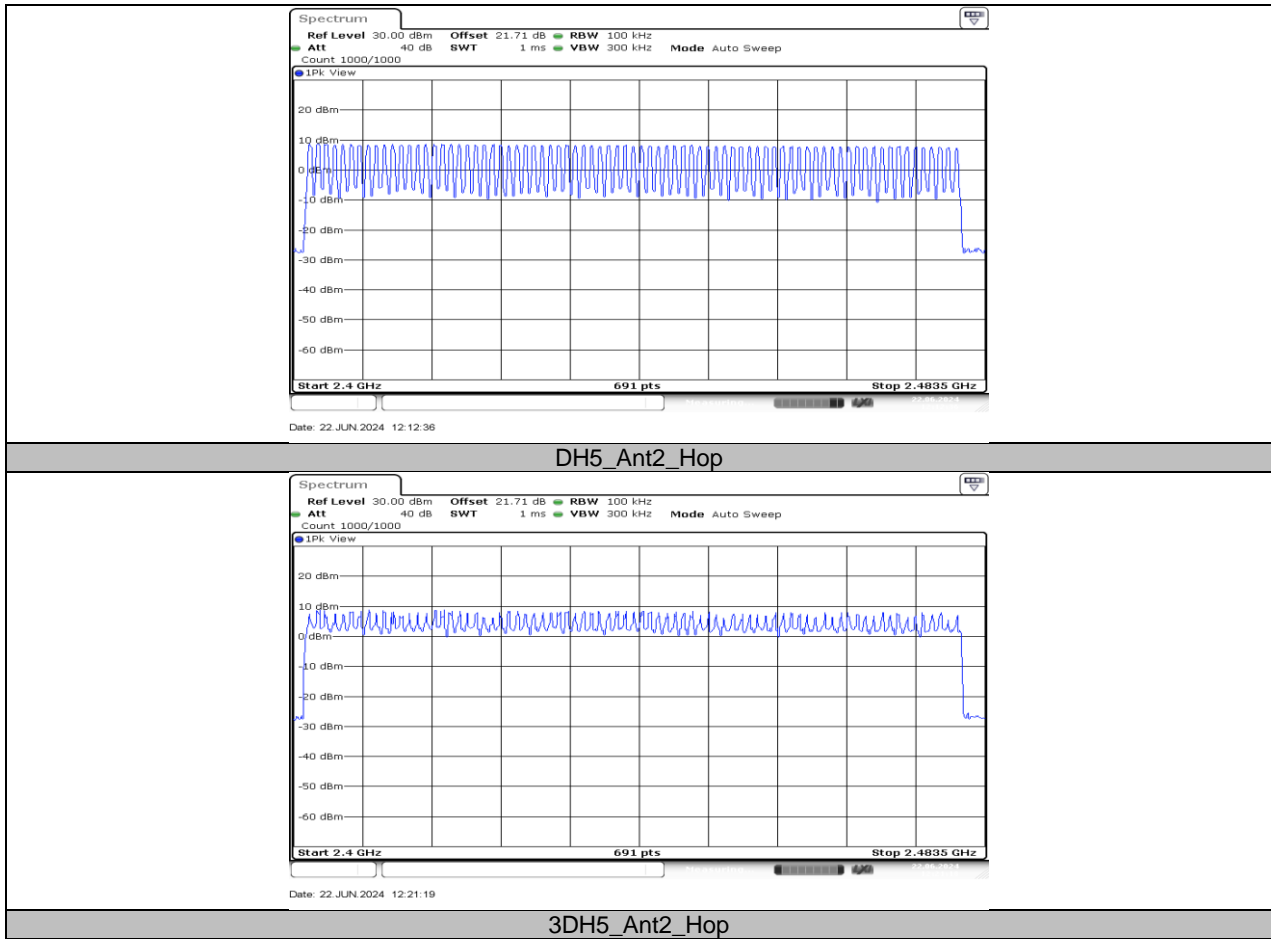 Spectrum
Ref Level 30.00 dBm Offset 21.71 dB RBW 100 kHz
Att 40 dB SWT 1 ms VBW 300 kHz Mode Auto Sweep
Count 1000/1000
1Pk View
20 dBm
10 dBm
0 dBm
-10 dBm
-20 dBm
-30 dBm
-40 dBm
-50 dBm
-60 dBm
Start 2.4 GHz 691 pts Stop 2.4835 GHz
Date: 22.JUN.2024 12:12:36
DH5_Ant2_Hop
Spectrum
Ref Level 30.00 dBm Offset 21.71 dB RBW 100 kHz
Att 40 dB SWT 1 ms VBW 300 kHz Mode Auto Sweep
Count 1000/1000
1Pk View
20 dBm
10 dBm
0 dBm
-10 dBm
-20 dBm
-30 dBm
-40 dBm
-50 dBm
-60 dBm
Start 2.4 GHz 691 pts Stop 2.4835 GHz
Date: 22.JUN.2024 12:21:19
3DH5_Ant2_Hop